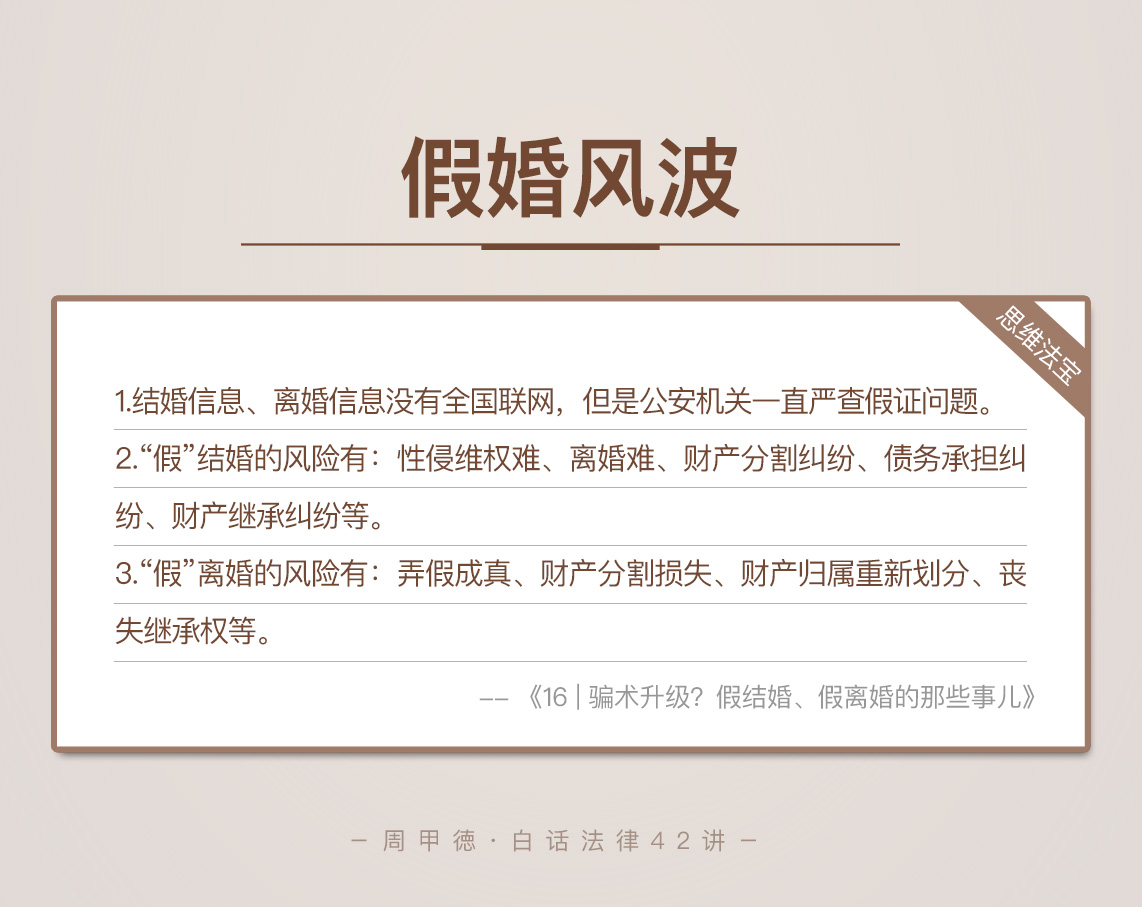 假婚风波
思维法宝
1.结婚信息、离婚信息没有全国联网，但是公安机关一直严查假证问题。
2.“假”结婚的风险有：性侵维权难、离婚难、财产分割纠纷、债务承担纠
纷、财产继承纠纷等。
3.“假”离婚的风险有：弄假成真、财产分割损失、财产归属重新划分、丧
失继承权等。
-- 《16 | 骗术升级？假结婚、假离婚的那些事儿》
— 周甲德·白话法律42讲 —